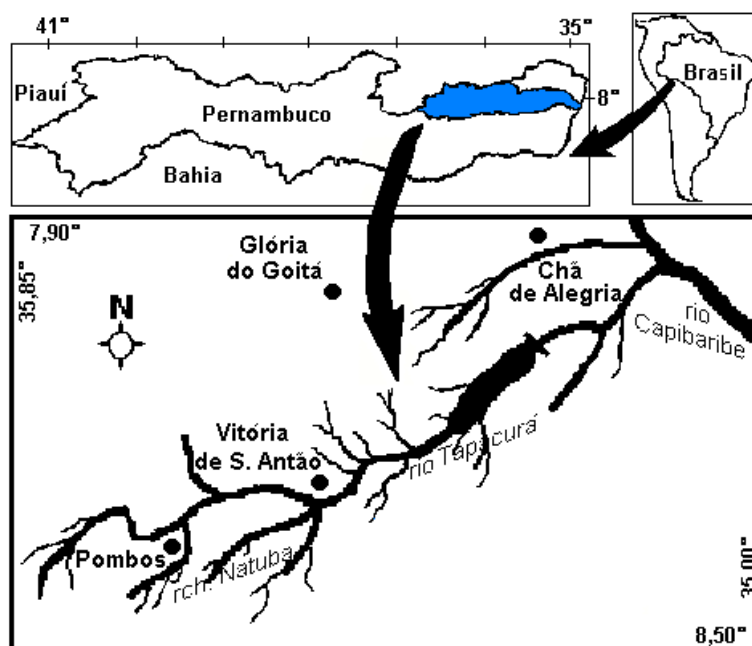 41°
35°
Piauí
Pernambuco
8°
Bahia
Brasil
7,90°
35,85°
N
Glória
do Goitá
Chã
de Alegria
rio
Capibaribe
Vitória
de S. Antão
rio Tapacurá
Pombos
rch. Natuba
35,00°
8,50°